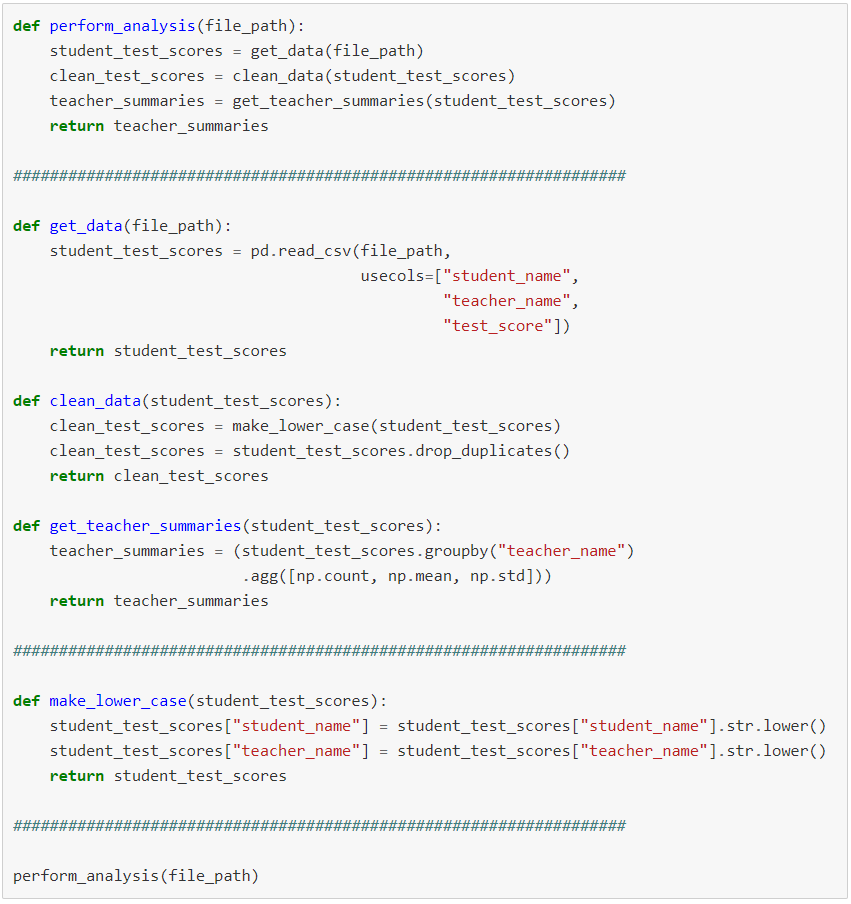 def perform_analysis(file_path):
    student_test_scores = get_data(file_path)
    clean_test_scores = clean_data(student_test_scores)
    teacher_summaries = get_teacher_summaries(student_test_scores)
    return teacher_summaries

###################################################################

def get_data(file_path):
    student_test_scores = pd.read_csv(file_path,
                                      usecols=["student_name",
                                               "teacher_name",
                                               "test_score"])
    return student_test_scores

def clean_data(student_test_scores):
    clean_test_scores = make_lower_case(student_test_scores)
    clean_test_scores = student_test_scores.drop_duplicates()
    return clean_test_scores

def get_teacher_summaries(student_test_scores):
    teacher_summaries = (student_test_scores.groupby("teacher_name")
                         .agg([np.count, np.mean, np.std]))
    return teacher_summaries

###################################################################

def make_lower_case(student_test_scores):
    student_test_scores["student_name"] = student_test_scores["student_name"].str.lower()
    student_test_scores["teacher_name"] = student_test_scores["teacher_name"].str.lower()
    return student_test_scores

###################################################################

perform_analysis(file_path)